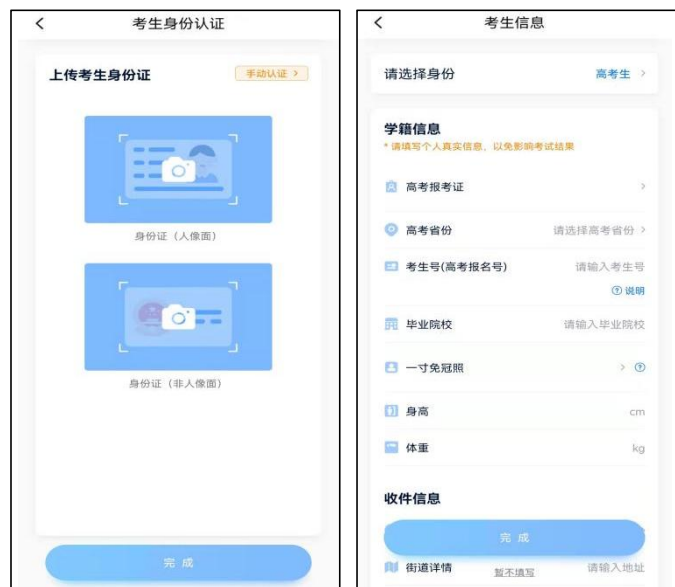 考生身份认证
上传考生身份证
手动认证 >
身份证（人像面）
身份证（非人像面）
完成
考生信息
请选择身份
高考生 >
学籍信息
* 请填写个人真实信息，以免影响考试结果
高考报考证 >
高考省份 请选择高考省份 >
考生号(高考报名号) 请输入考生号
? 说明
毕业院校 请输入毕业院校
一寸免冠照 > ?
身高 cm
体重 kg
收件信息
完成
街道详情 请输入地址
暂不填写